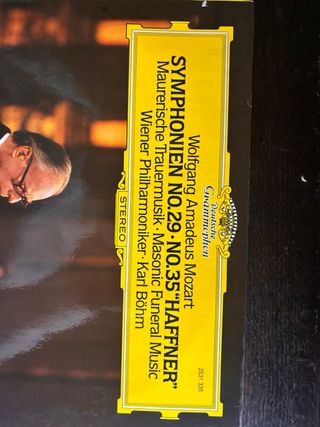 Deutsche
Grammophon
2531 335
Wolfgang Amadeus Mozart
SYMPHONIEN NO. 29 · NO. 35 "HAFFNER"
Maurerische Trauermusik · Masonic Funeral Music
Wiener Philharmoniker · Karl Böhm
STEREO